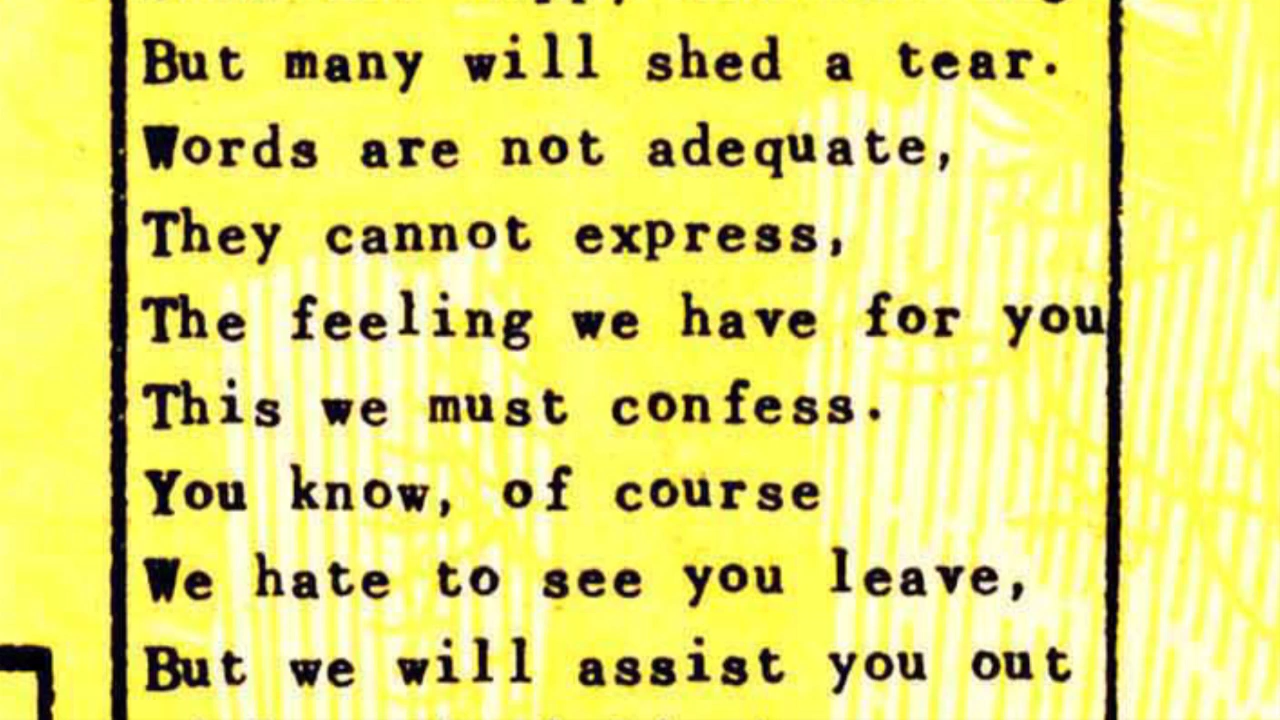 But many will shed a tear.
Words are not adequate,
They cannot express,
The feeling we have for you
This we must confess.
You know, of course
We hate to see you leave,
But we will assist you out